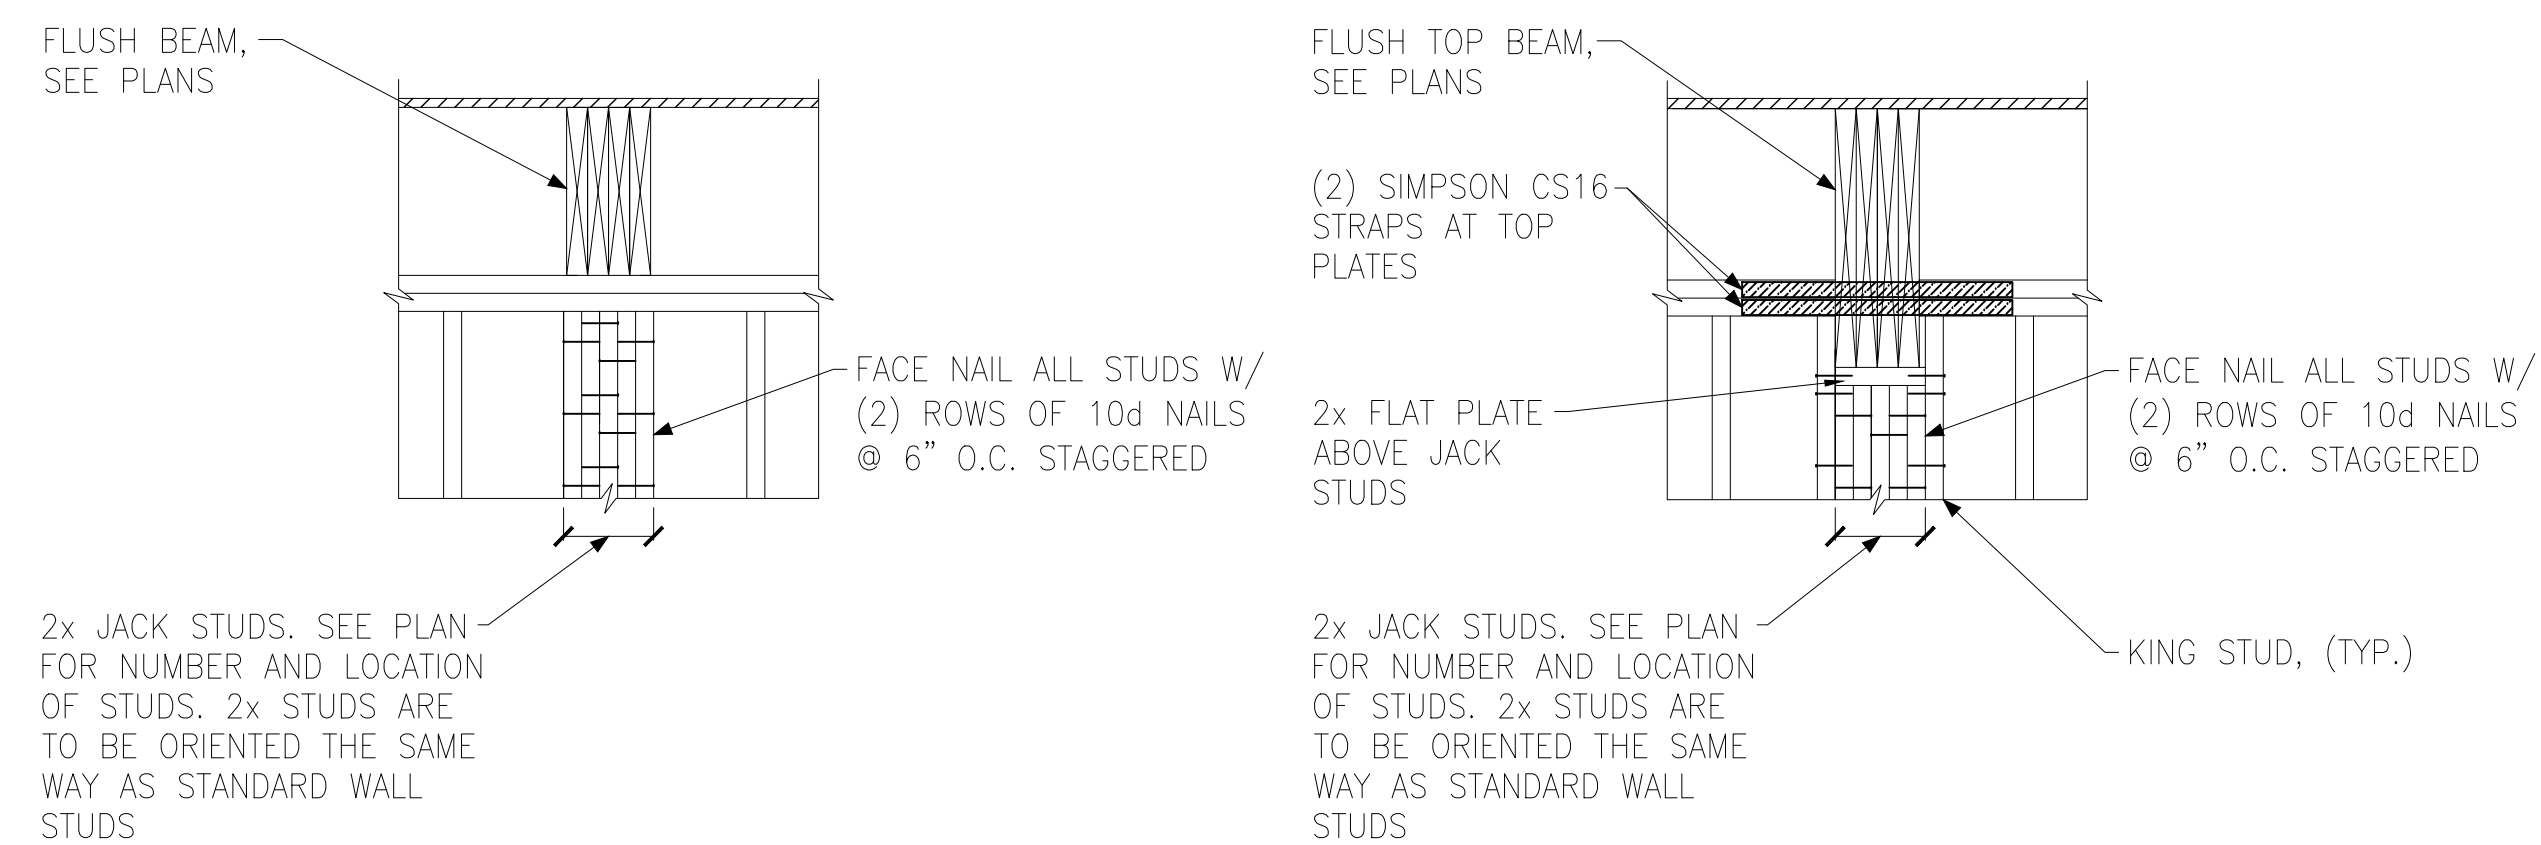 FLUSH BEAM,
SEE PLANS
FACE NAIL ALL STUDS W/
(2) ROWS OF 10d NAILS
@ 6" O.C. STAGGERED
2x JACK STUDS. SEE PLAN
FOR NUMBER AND LOCATION
OF STUDS. 2x STUDS ARE
TO BE ORIENTED THE SAME
WAY AS STANDARD WALL
STUDS
FLUSH TOP BEAM,
SEE PLANS
(2) SIMPSON CS16
STRAPS AT TOP
PLATES
2x FLAT PLATE
ABOVE JACK
STUDS
FACE NAIL ALL STUDS W/
(2) ROWS OF 10d NAILS
@ 6" O.C. STAGGERED
2x JACK STUDS. SEE PLAN
FOR NUMBER AND LOCATION
OF STUDS. 2x STUDS ARE
TO BE ORIENTED THE SAME
WAY AS STANDARD WALL
STUDS
KING STUD, (TYP.)